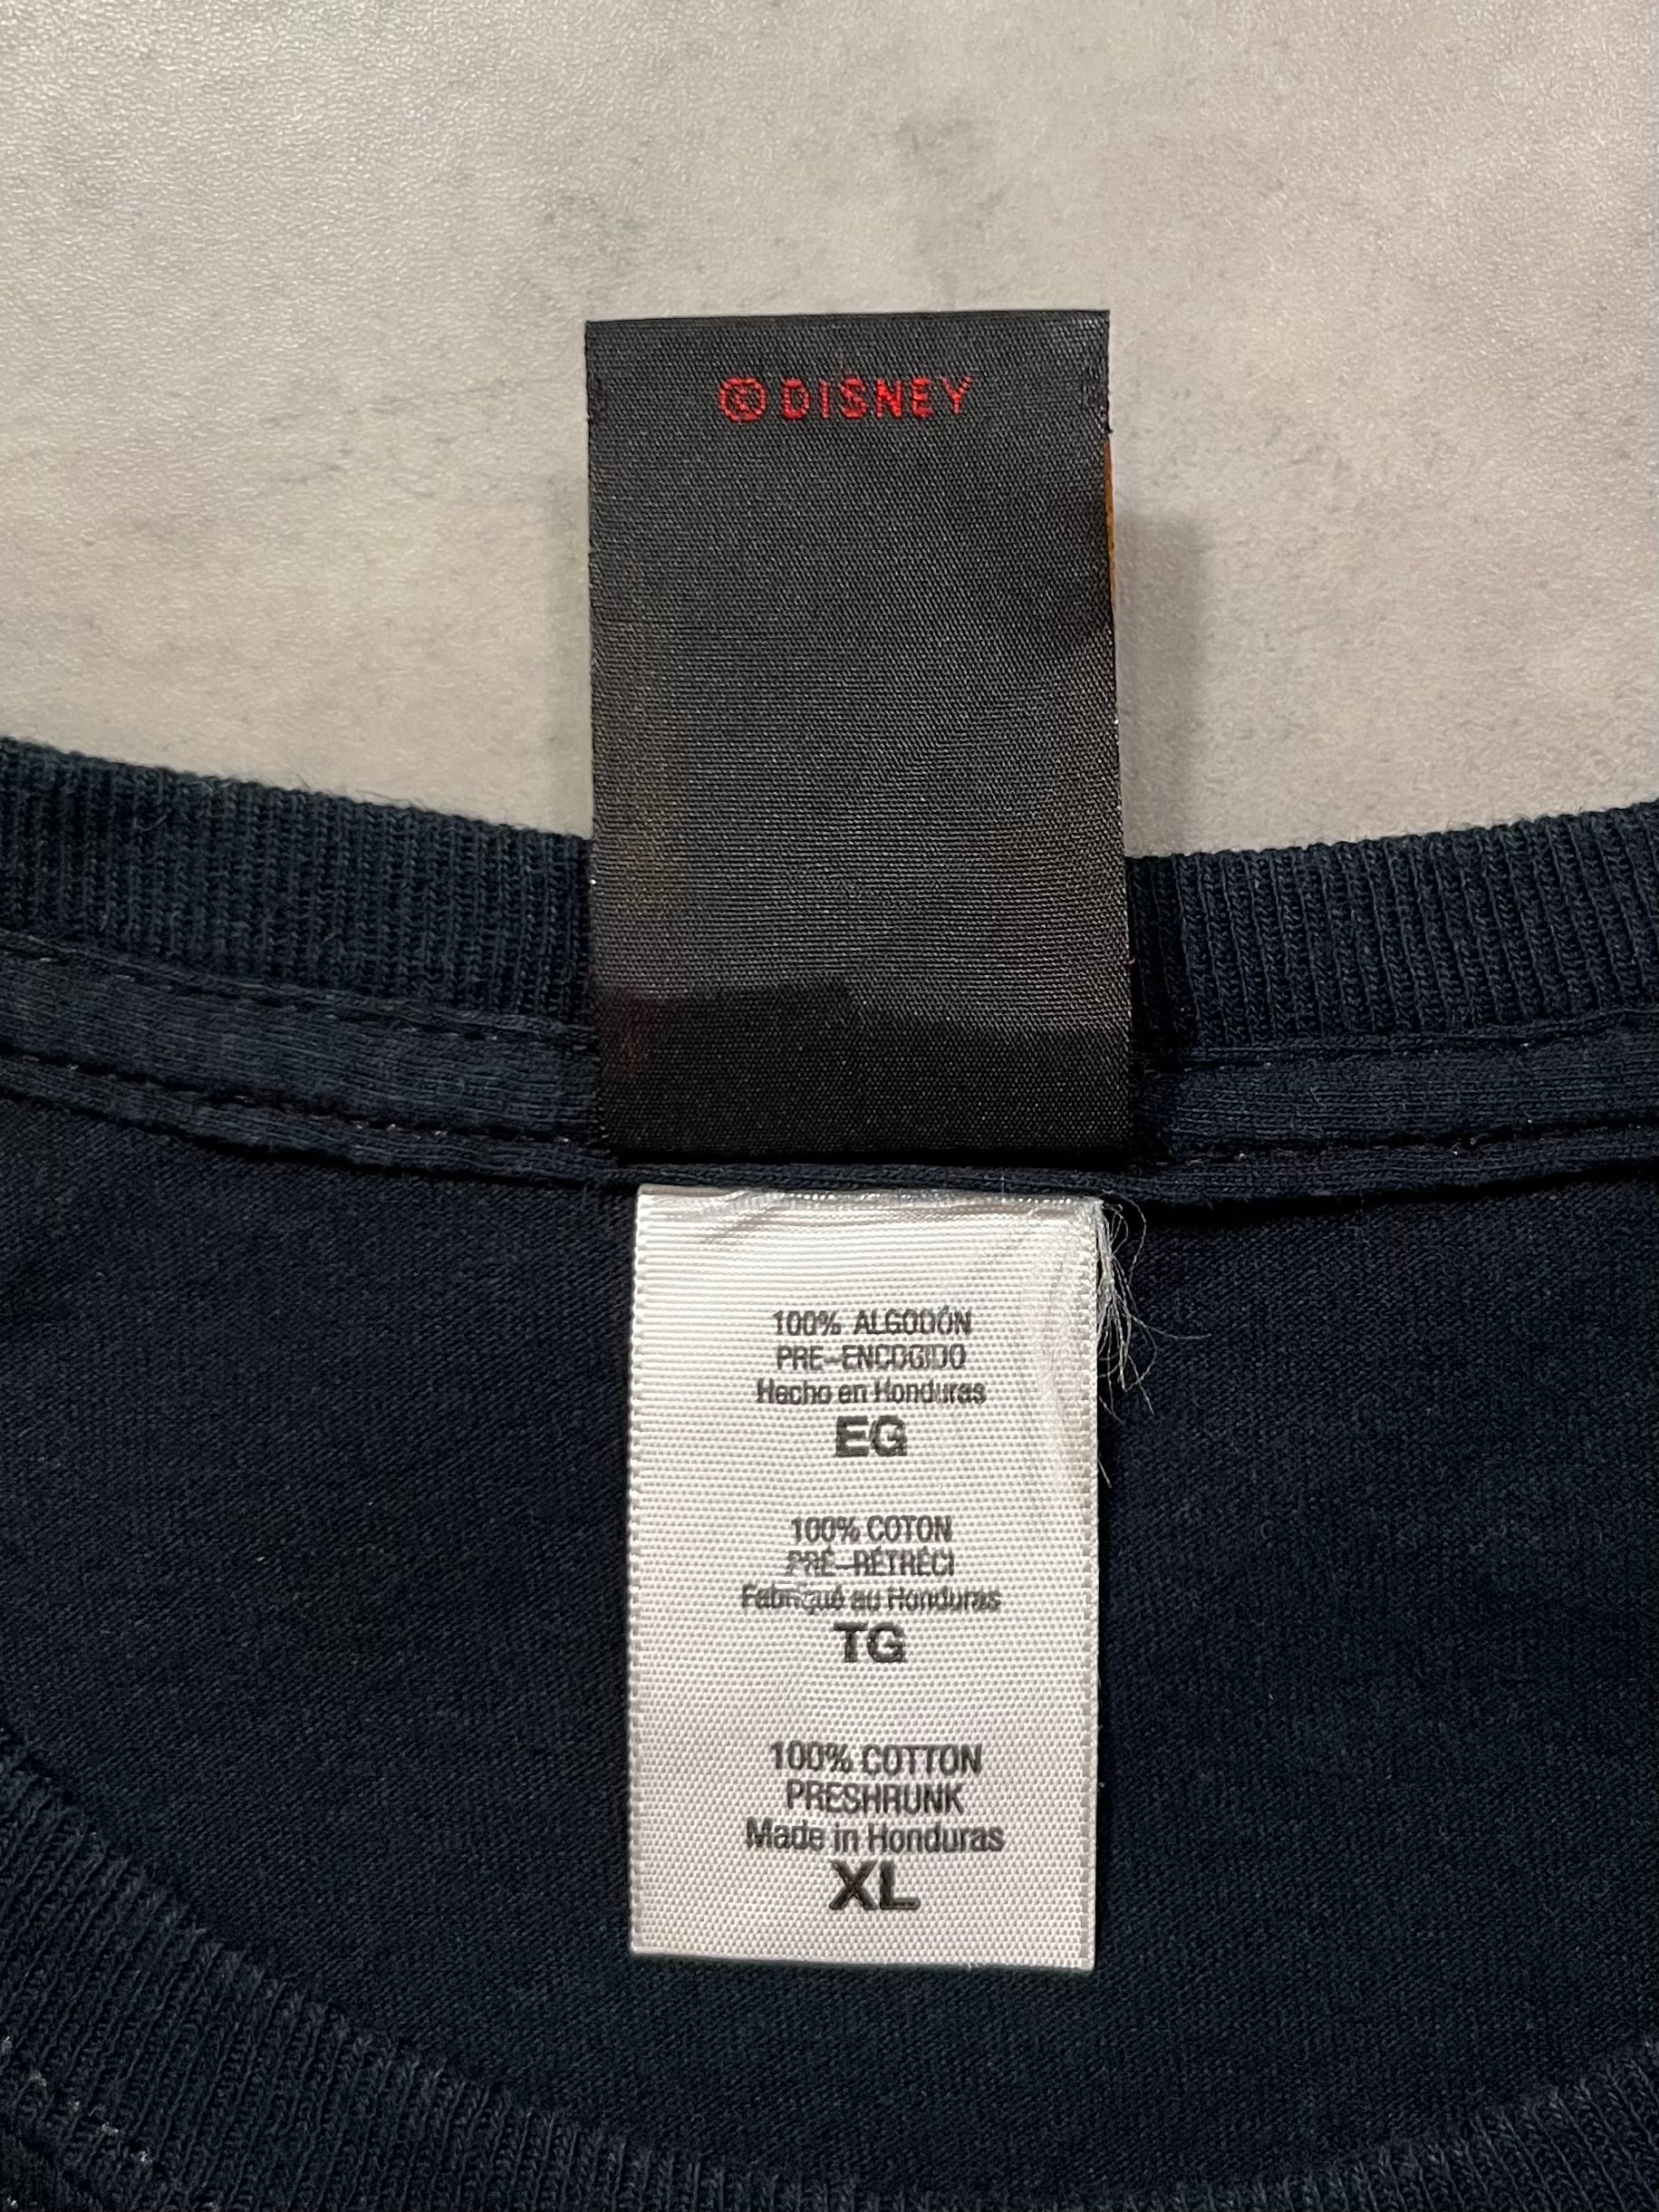 ©DISNEY
100% ALGODÓN
PRE-ENCOGIDO
Hecho en Honduras
EG
100% COTON
PRÉ-RÉTRÉCI
Fabriqué au Honduras
TG
100% COTTON
PRESHRUNK
Made in Honduras
XL